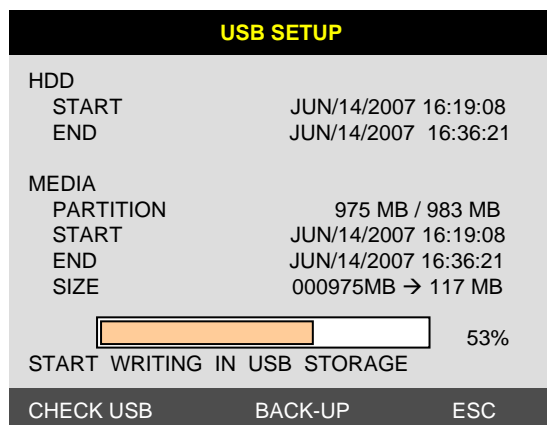 USB SETUP
HDD
START JUN/14/2007 16:19:08
END JUN/14/2007 16:36:21
MEDIA
PARTITION 975 MB / 983 MB
START JUN/14/2007 16:19:08
END JUN/14/2007 16:36:21
SIZE 000975MB → 117 MB
53%
START WRITING IN USB STORAGE
CHECK USB BACK-UP ESC